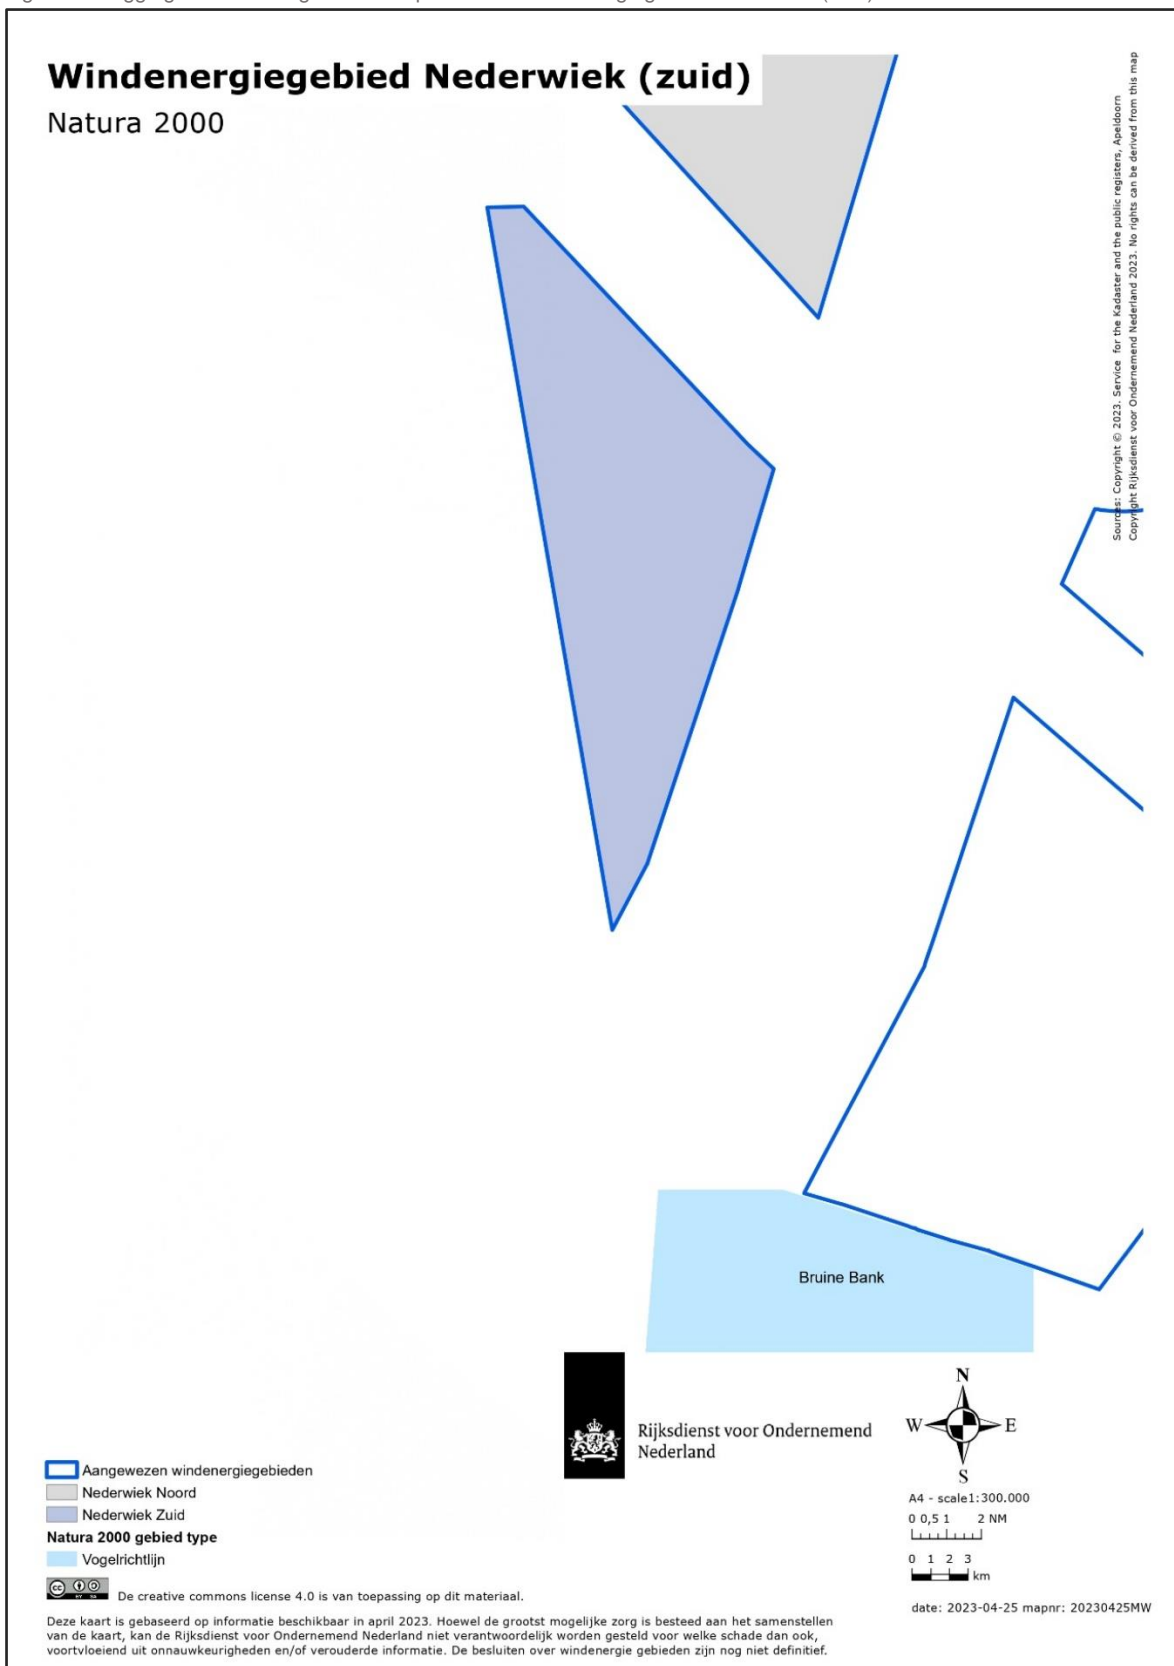 Windenergiegebied Nederwiek (zuid)
Natura 2000
Sources: Copyright © 2023. Service for the Kadaster and the public registers, Apeldoorn
Copyright Rijksdienst voor Ondernemend Nederland 2023. No rights can be derived from this map
Bruine Bank
Rijksdienst voor Ondernemend
Nederland
N
W E
S
Aangewezen windenergiegebieden
Nederwiek Noord
Nederwiek Zuid
Natura 2000 gebied type
Vogelrichtlijn
A4 - scale1:300.000
0 0,5 1 2 NM
0 1 2 3
km
cc BY SA
De creative commons license 4.0 is van toepassing op dit materiaal.
date: 2023-04-25 mapnr: 20230425MW
Deze kaart is gebaseerd op informatie beschikbaar in april 2023. Hoewel de grootst mogelijke zorg is besteed aan het samenstellen
van de kaart, kan de Rijksdienst voor Ondernemend Nederland niet verantwoordelijk worden gesteld voor welke schade dan ook,
voortvloeiend uit onnauwkeurigheden en/of verouderde informatie. De besluiten over windenergie gebieden zijn nog niet definitief.